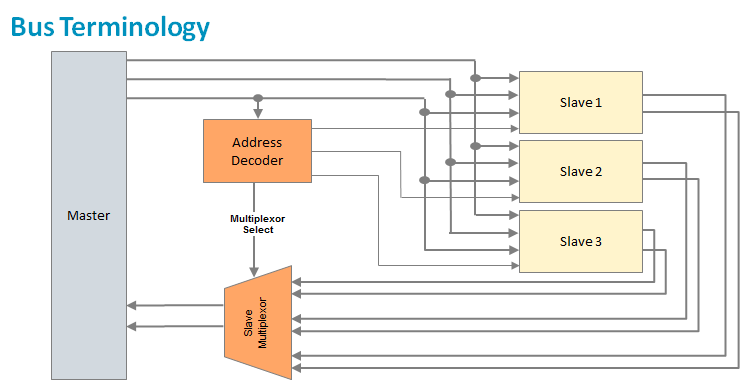 Bus Terminology
Master
Address
Decoder
Multiplexor
Select
Slave
Multiplexor
Slave 1
Slave 2
Slave 3